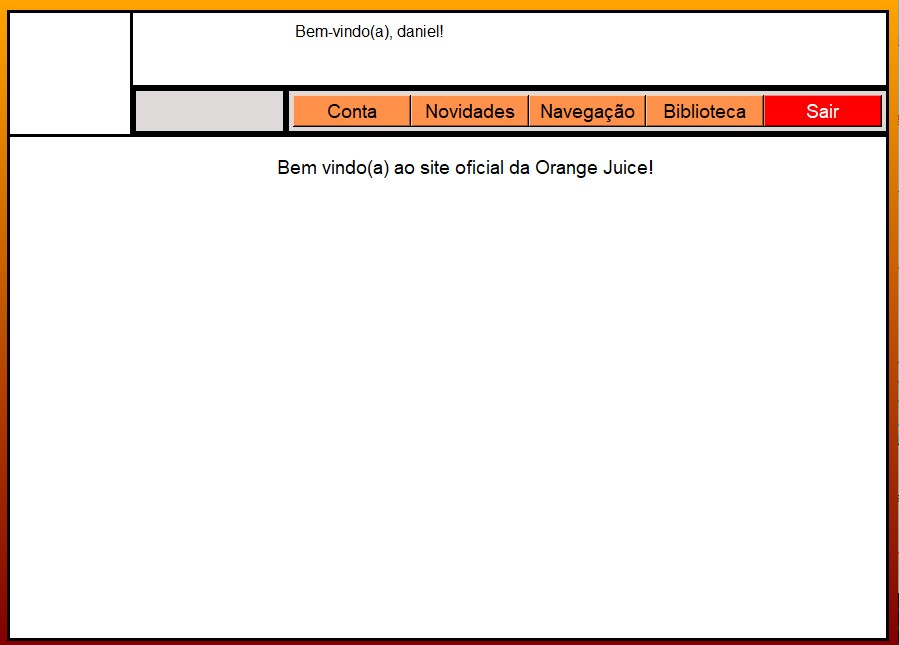 Bem-vindo(a), daniel!
Conta Novidades Navegação Biblioteca Sair
Bem vindo(a) ao site oficial da Orange Juice!